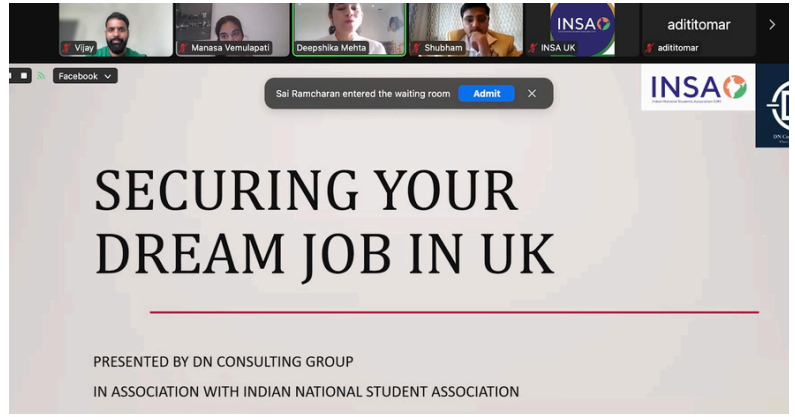 Vijay
Manasa Vemulapati
Deepshika Mehta
Shubham
INSA
INSA UK
adititomar
adititomar
Facebook
Sai Ramcharan entered the waiting room
Admit
INSA
SECURING YOUR
DREAM JOB IN UK
PRESENTED BY DN CONSULTING GROUP
IN ASSOCIATION WITH INDIAN NATIONAL STUDENT ASSOCIATION